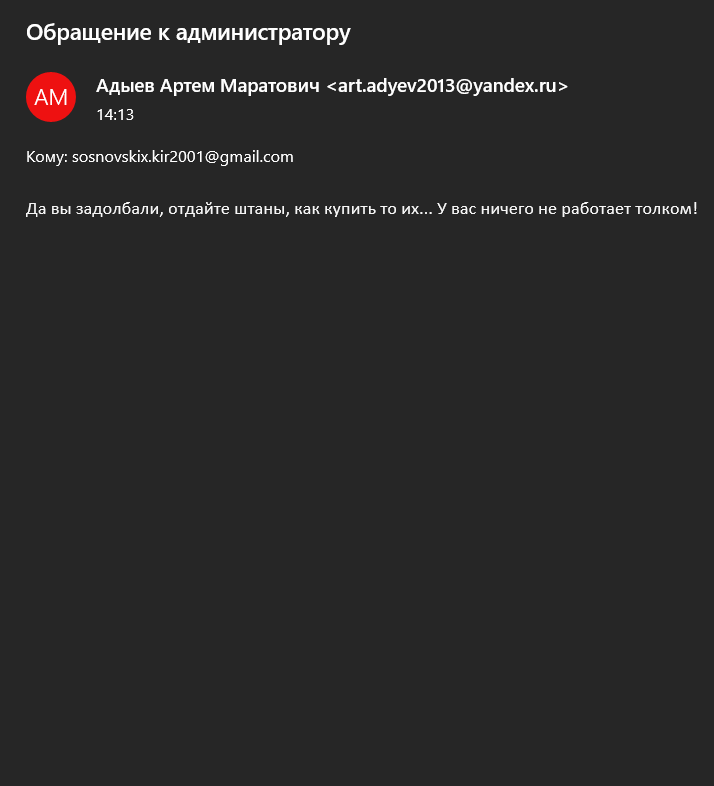 Обращение к администратору
АМ
Адыев Артем Маратович <art.adyev2013@yandex.ru>
14:13
Кому: sosnovskix.kir2001@gmail.com
Да вы задолбали, отдайте штаны, как купить то их... У вас ничего не работает толком!